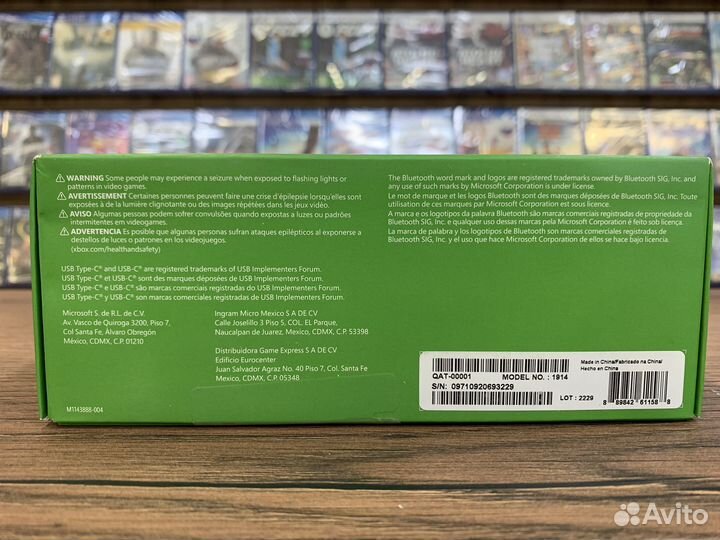 WARNING Some people may experience a seizure when exposed to flashing lights or
patterns in video games.
AVERTISSEMENT Certaines personnes peuvent faire une crise d'épilepsie lorsqu'elles sont
exposées à de la lumière clignotante ou des images répétées dans les jeux vidéo.
AVISO Algumas pessoas podem sofrer convulsões quando expostas a luzes ou padrões
intermitentes em videogames.
ADVERTENCIA Es posible que algunas personas sufran ataques epilépticos al exponerse a
destellos de luces o patrones en los videojuegos.
(xbox.com/healthandsafety)
USB Type-C® and USB-C® are registered trademarks of USB Implementers Forum.
USB Type-C® et USB-C® sont des marques déposées de USB Implementers Forum.
USB Type-C® e USB-C® são marcas comerciais registradas do USB Implementers Forum.
USB Type-C® y USB-C® son marcas comerciales registradas de USB Implementers Forum.
Microsoft S. de R.L. de C.V.
Av. Vasco de Quiroga 3200, Piso 7,
Col Santa Fe, Álvaro Obregón
México, CDMX, C.P. 01210
Ingram Micro Mexico S A DE CV
Calle Joselillo 3 Piso 5, COL. EL Parque,
Naucalpan de Juarez, Mexico, CDMX, C.P. 53398
Distribuidora Game Express S A DE CV
Edificio Eurocenter
Juan Salvador Agraz No. 40 Piso 7, Col. Santa Fe
Mexico, CDMX, C.P. 05348
M1143888-004
The Bluetooth word mark and logos are registered trademarks owned by Bluetooth SIG, Inc. and
any use of such marks by Microsoft Corporation is under license.
Le mot de marque et les logos Bluetooth sont des marques déposées de Bluetooth SIG, Inc. Toute
utilisation de ces marques par Microsoft Corporation est sous licence.
A marca e os logotipos da palavra Bluetooth são marcas comerciais registradas de propriedade da
Bluetooth SIG, Inc. e qualquer uso dessas marcas pela Microsoft Corporation é feito sob licença.
La marca de palabra y los logotipos de Bluetooth son marcas comerciales registradas de
Bluetooth SIG, Inc. y el uso que hace Microsoft Corporation de ellos se hace bajo licencia.
QAT-00001 MODEL NO. : 1914
S/N: 09710920693229
LOT : 2229
Made in China/Fabricado na China/
Hecho en China
8 89842 61158 8
Avito